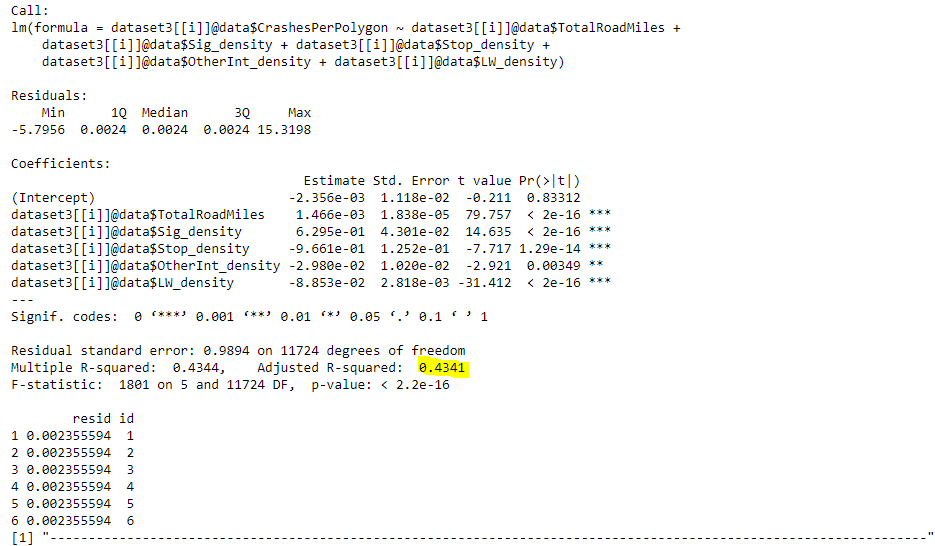 Call:
lm(formula = dataset3[[i]]@data$CrashesPerPolygon ~ dataset3[[i]]@data$TotalRoadMiles +
    dataset3[[i]]@data$Sig_density + dataset3[[i]]@data$Stop_density +
    dataset3[[i]]@data$OtherInt_density + dataset3[[i]]@data$LW_density)

Residuals:
    Min      1Q  Median      3Q     Max
-5.7956  0.0024  0.0024  0.0024 15.3198

Coefficients:
                                      Estimate Std. Error t value Pr(>|t|)
(Intercept)                         -2.356e-03  1.118e-02  -0.211  0.83312
dataset3[[i]]@data$TotalRoadMiles    1.466e-03  1.838e-05  79.757  < 2e-16 ***
dataset3[[i]]@data$Sig_density       6.295e-01  4.301e-02  14.635  < 2e-16 ***
dataset3[[i]]@data$Stop_density     -9.661e-01  1.252e-01  -7.717 1.29e-14 ***
dataset3[[i]]@data$OtherInt_density -2.980e-02  1.020e-02  -2.921  0.00349 **
dataset3[[i]]@data$LW_density       -8.853e-02  2.818e-03 -31.412  < 2e-16 ***
---
Signif. codes:  0 ‘***’ 0.001 ‘**’ 0.01 ‘*’ 0.05 ‘.’ 0.1 ‘ ’ 1

Residual standard error: 0.9894 on 11724 degrees of freedom
Multiple R-squared:  0.4344,    Adjusted R-squared:  0.4341
F-statistic:  1801 on 5 and 11724 DF,  p-value: < 2.2e-16

        resid id
1 0.002355594  1
2 0.002355594  2
3 0.002355594  3
4 0.002355594  4
5 0.002355594  5
6 0.002355594  6
[1] "-------------------------------------------------------------------------------------------------------------------"